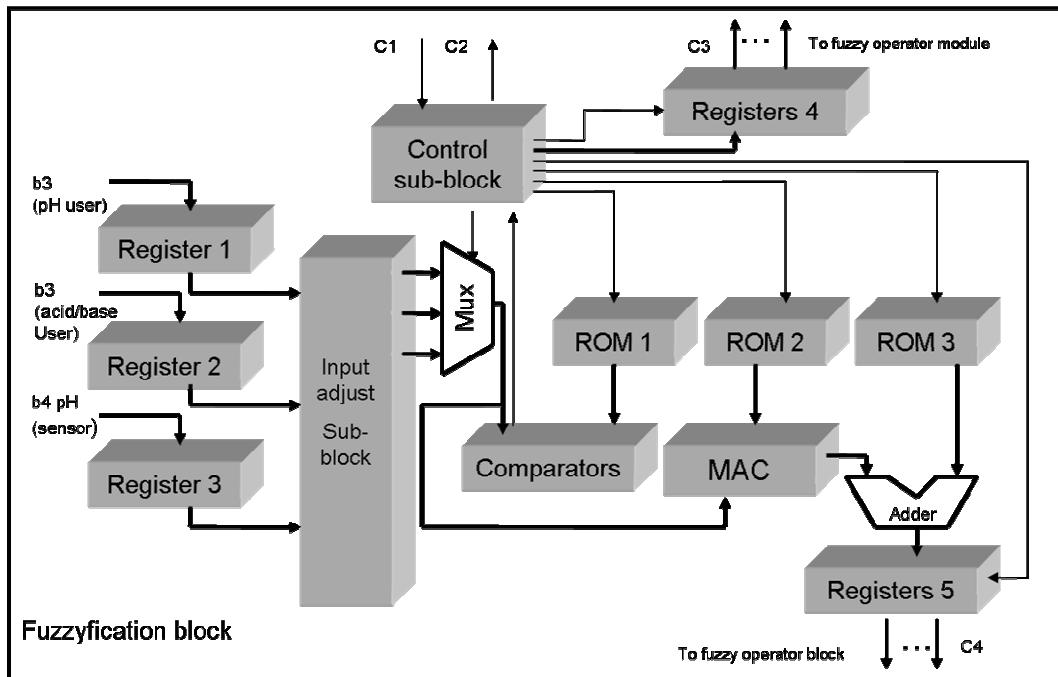 C1
C2
C3
To fuzzy operator module
Registers 4
Control
sub-block
b3
(pH user)
Register 1
b3
(acid/base
User)
Register 2
b4 pH
(sensor)
Register 3
Input
adjust
Sub-
block
Mux
ROM 1
ROM 2
ROM 3
Comparators
MAC
Adder
Registers 5
Fuzzyfication block
To fuzzy operator block
C4